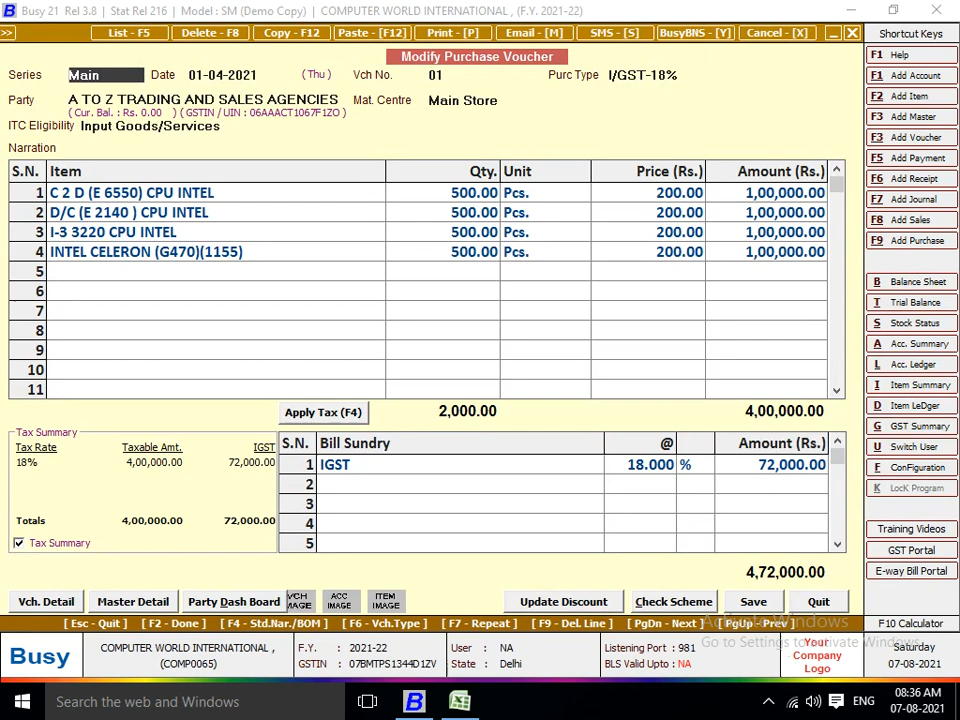 Busy 21 Rel 3.8 | Stat Rel 216 | Model : SM (Demo Copy) | COMPUTER WORLD INTERNATIONAL , (F.Y. 2021-22)
>> List - F5 Delete - F8 Copy - F12 Paste - [F12] Print - [P] Email - [M] SMS - [S] BusyBNS - [Y] Cancel - [X]
Modify Purchase Voucher
Series Main Date 01-04-2021 (Thu) Vch No. 01 Purc Type I/GST-18%
Party A TO Z TRADING AND SALES AGENCIES Mat. Centre Main Store
( Cur. Bal. : Rs. 0.00 ) ( GSTIN / UIN : 06AAACT1067F1ZO )
ITC Eligibility Input Goods/Services
Narration
S.N. Item Qty. Unit Price (Rs.) Amount (Rs.)
1 C 2 D (E 6550) CPU INTEL 500.00 Pcs. 200.00 1,00,000.00
2 D/C (E 2140 ) CPU INTEL 500.00 Pcs. 200.00 1,00,000.00
3 I-3 3220 CPU INTEL 500.00 Pcs. 200.00 1,00,000.00
4 INTEL CELERON (G470)(1155) 500.00 Pcs. 200.00 1,00,000.00
5
6
7
8
9
10
11
Apply Tax (F4) 2,000.00 4,00,000.00
Tax Summary
Tax Rate Taxable Amt. IGST
18% 4,00,000.00 72,000.00
Totals 4,00,000.00 72,000.00
Tax Summary
S.N. Bill Sundry @ Amount (Rs.)
1 IGST 18.000 % 72,000.00
2
3
4
5
4,72,000.00
Vch. Detail Master Detail Party Dash Board VCH IMAGE ACC IMAGE ITEM IMAGE Update Discount Check Scheme Save Quit
[ Esc - Quit ] [ F2 - Done ] [ F4 - Std.Nar./BOM ] [ F6 - Vch.Type ] [ F7 - Repeat ] [ F9 - Del. Line ] [ PgDn - Next ] [ PgUp - Prev ]
Shortcut Keys
F1 Help
F1 Add Account
F2 Add Item
F3 Add Master
F3 Add Voucher
F5 Add Payment
F6 Add Receipt
F7 Add Journal
F8 Add Sales
F9 Add Purchase
B Balance Sheet
T Trial Balance
S Stock Status
A Acc. Summary
L Acc. Ledger
I Item Summary
D Item LeDger
G GST Summary
U Switch User
F ConFiguration
K LocK Program
Training Videos
GST Portal
E-way Bill Portal
F10 Calculator
Activate Windows
Go to Settings to activate Windows.
Busy
COMPUTER WORLD INTERNATIONAL ,
(COMP0065)
F.Y. : 2021-22
GSTIN : 07BMTPS1344D1ZV
User : NA
State : Delhi
Listening Port : 981
BLS Valid Upto : NA
Your
Company
Logo
Saturday
07-08-2021
Search the web and Windows
ENG
08:36 AM
07-08-2021